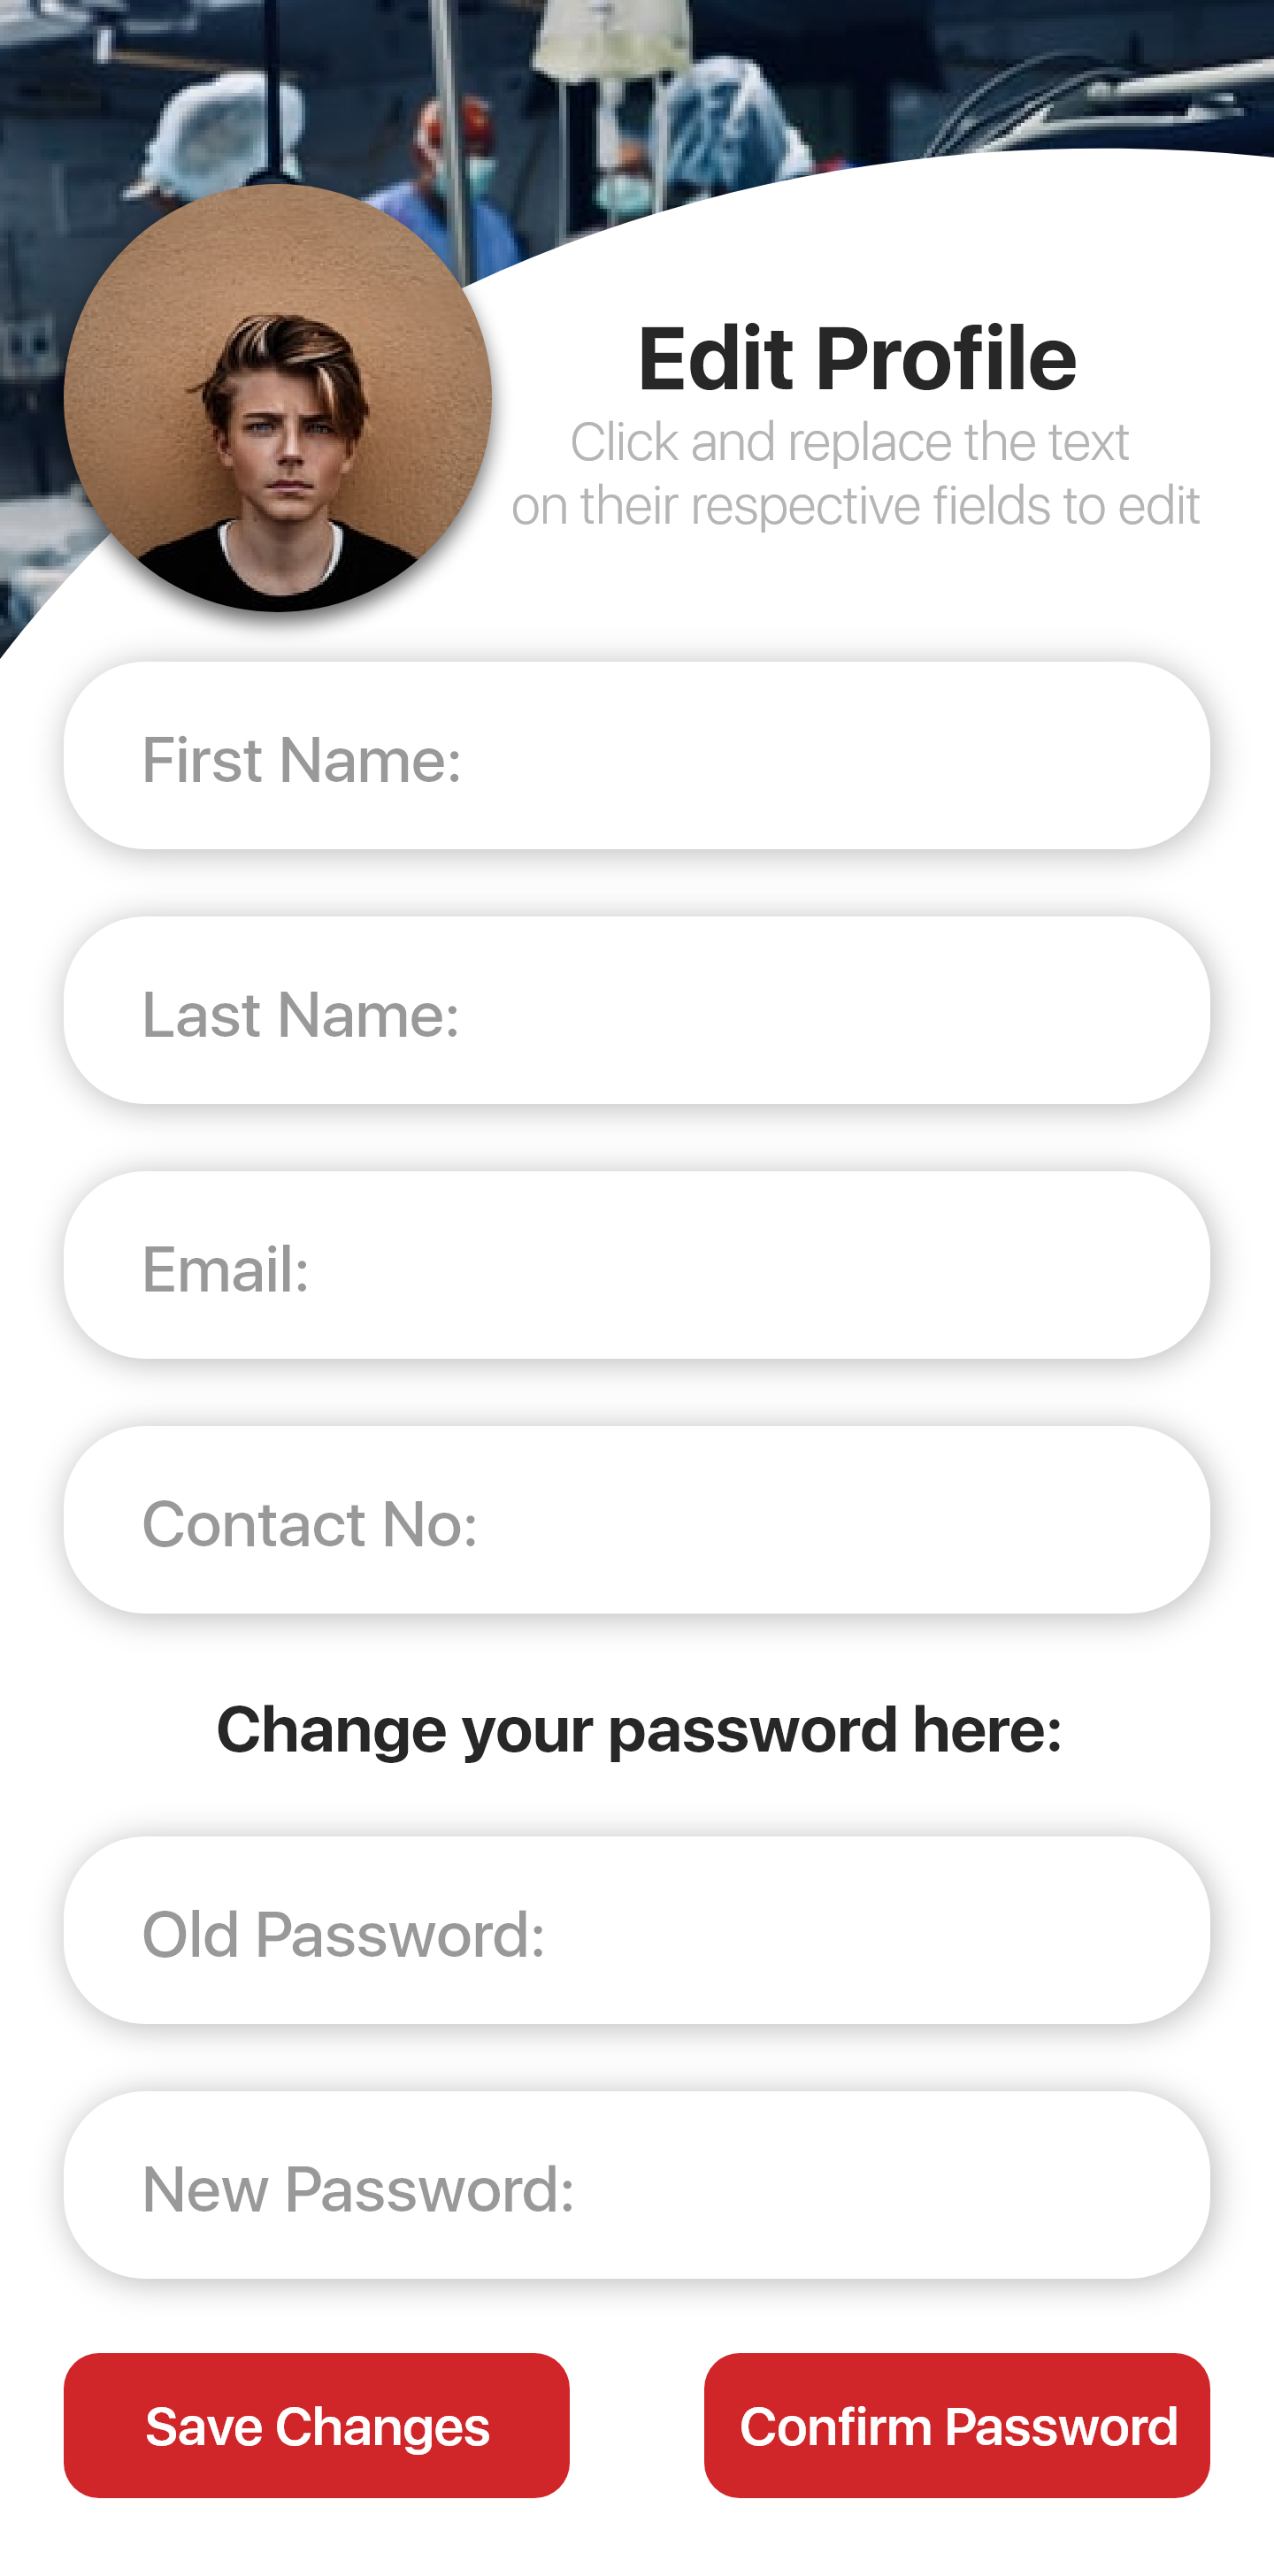 Edit Profile
Click and replace the text
on their respective fields to edit
First Name:
Last Name:
Email:
Contact No:
Change your password here:
Old Password:
New Password:
Save Changes
Confirm Password